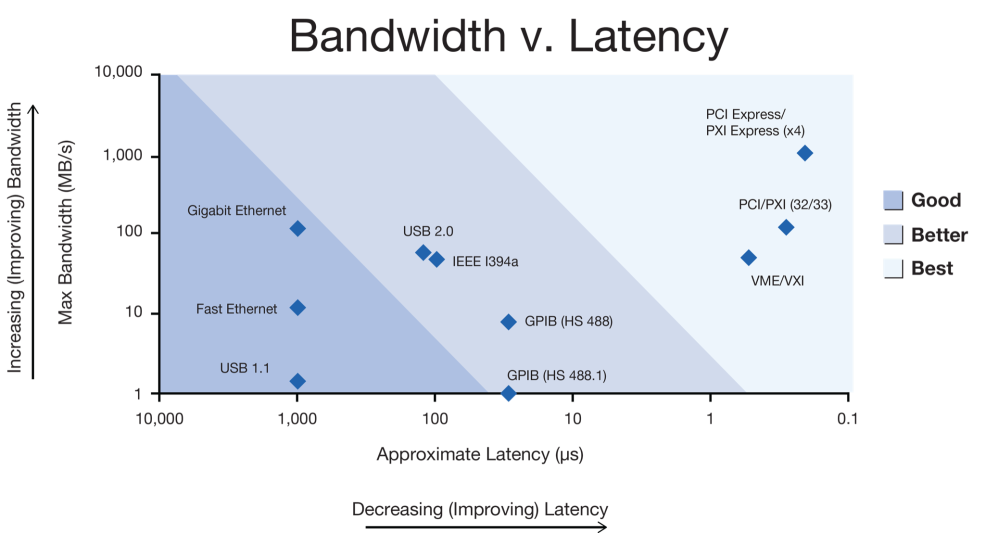 Bandwidth v. Latency
Increasing (Improving) Bandwidth
Max Bandwidth (MB/s)
10,000
1,000
100
10
1
PCI Express/
PXI Express (x4)
PCI/PXI (32/33)
VME/VXI
Gigabit Ethernet
USB 2.0
IEEE I394a
Fast Ethernet
GPIB (HS 488)
USB 1.1
GPIB (HS 488.1)
Good
Better
Best
10,000
1,000
100
10
1
0.1
Approximate Latency (µs)
Decreasing (Improving) Latency